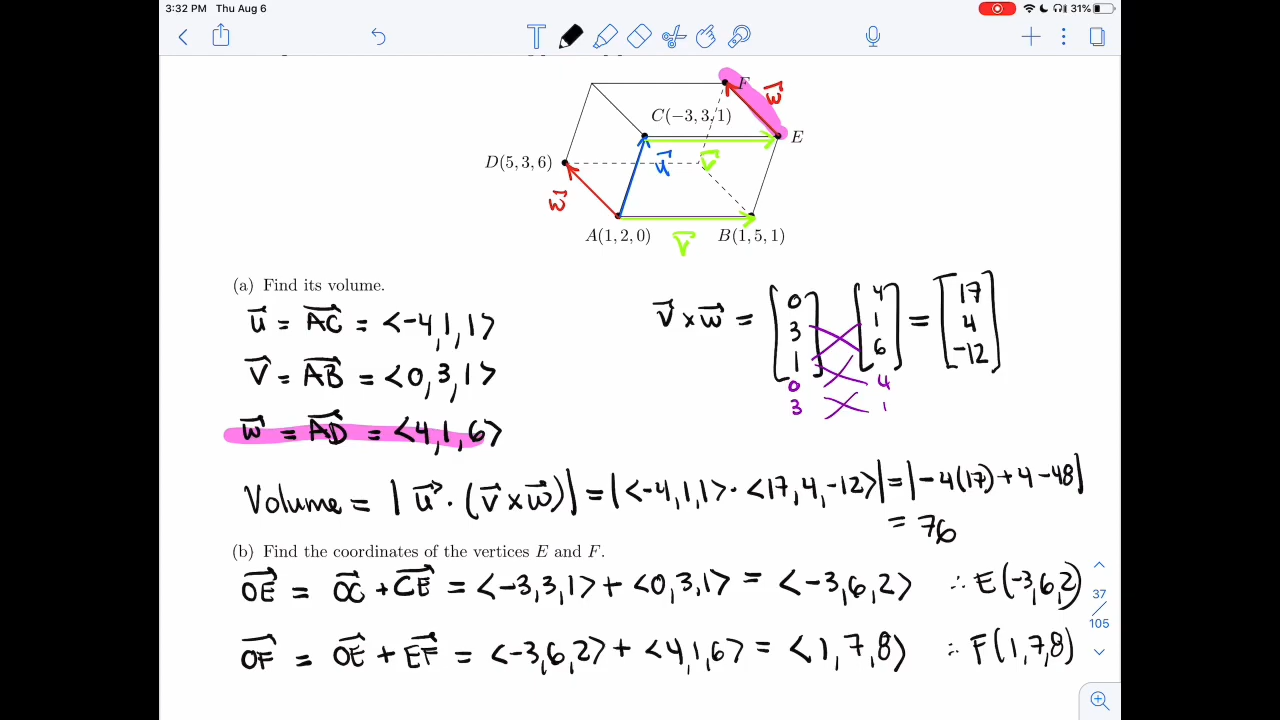 3:32 PM Thu Aug 6
31%
T
F
w⃗
C(−3, 3, 1)
E
D(5, 3, 6)
u⃗
v⃗
w⃗
A(1, 2, 0)
B(1, 5, 1)
v⃗
(a) Find its volume.
u⃗ = AC⃗ = <-4,1,1>
v⃗ = AB⃗ = <0,3,1>
w⃗ = AD⃗ = <4,1,6>
v⃗ × w⃗ = [0 3 1] [4 1 6] = [17 4 -12]
0 4
3 1
Volume = | u⃗ · (v⃗ × w⃗)| = |<-4,1,1> · <17,4,-12>| = |-4(17)+4-48|
= 76
(b) Find the coordinates of the vertices E and F.
OE⃗ = OC⃗ + CE⃗ = <-3,3,1> + <0,3,1> = <-3,6,2> ∴ E(-3,6,2)
OF⃗ = OE⃗ + EF⃗ = <-3,6,2> + <4,1,6> = <1,7,8> ∴ F(1,7,8)
37
105